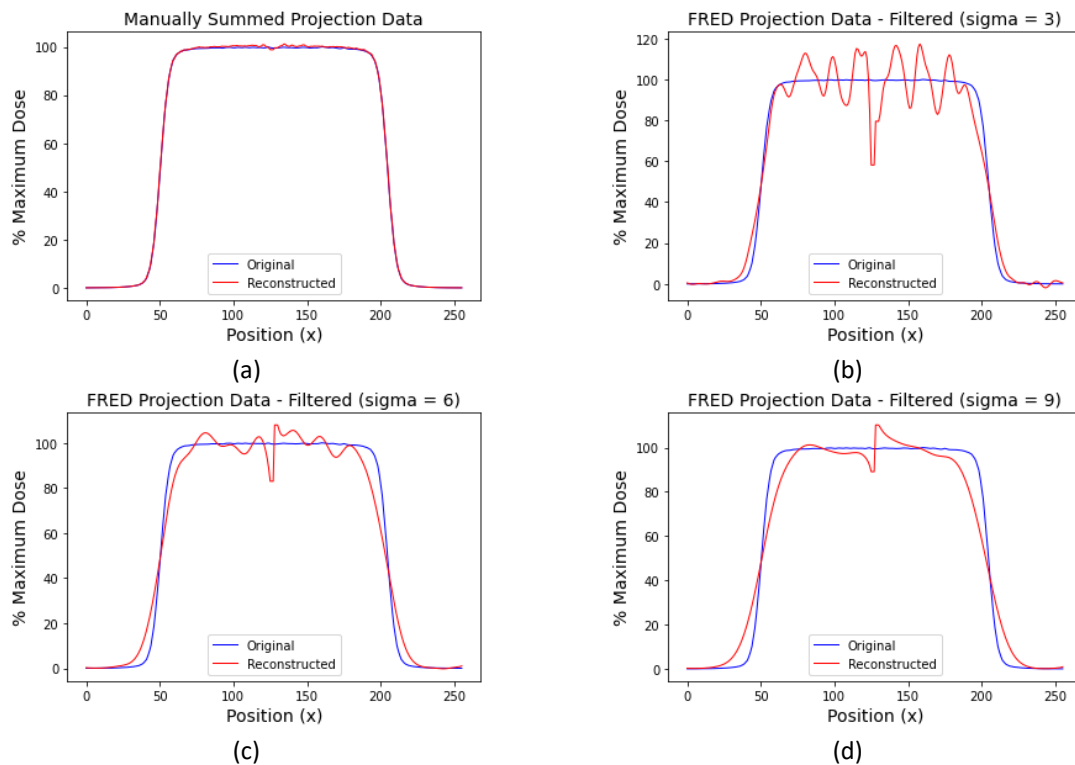 Manually Summed Projection Data
% Maximum Dose
100
80
60
40
20
0
Original
Reconstructed
0 50 100 150 200 250
Position (x)
(a)
FRED Projection Data - Filtered (sigma = 3)
% Maximum Dose
120
100
80
60
40
20
0
Original
Reconstructed
0 50 100 150 200 250
Position (x)
(b)
FRED Projection Data - Filtered (sigma = 6)
% Maximum Dose
100
80
60
40
20
0
Original
Reconstructed
0 50 100 150 200 250
Position (x)
(c)
FRED Projection Data - Filtered (sigma = 9)
% Maximum Dose
100
80
60
40
20
0
Original
Reconstructed
0 50 100 150 200 250
Position (x)
(d)